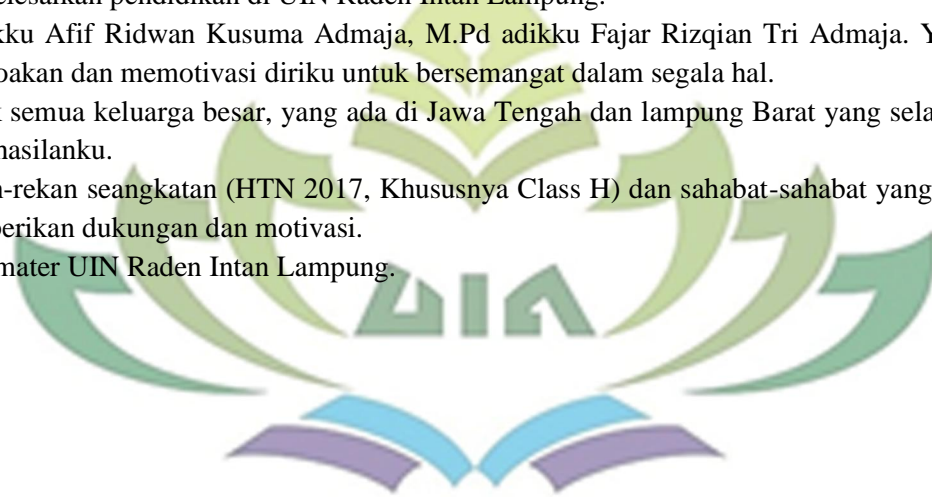 elesaikan pendidikan di UIN Raden Intan Lampung.
kku Afif Ridwan Kusuma Admaja, M.Pd adikku Fajar Rizqian Tri Admaja. Y
oakan dan memotivasi diriku untuk bersemangat dalam segala hal.
k semua keluarga besar, yang ada di Jawa Tengah dan lampung Barat yang sela
hasilanku.
n-rekan seangkatan (HTN 2017, Khususnya Class H) dan sahabat-sahabat yang
perikan dukungan dan motivasi.
mater UIN Raden Intan Lampung.
UIN